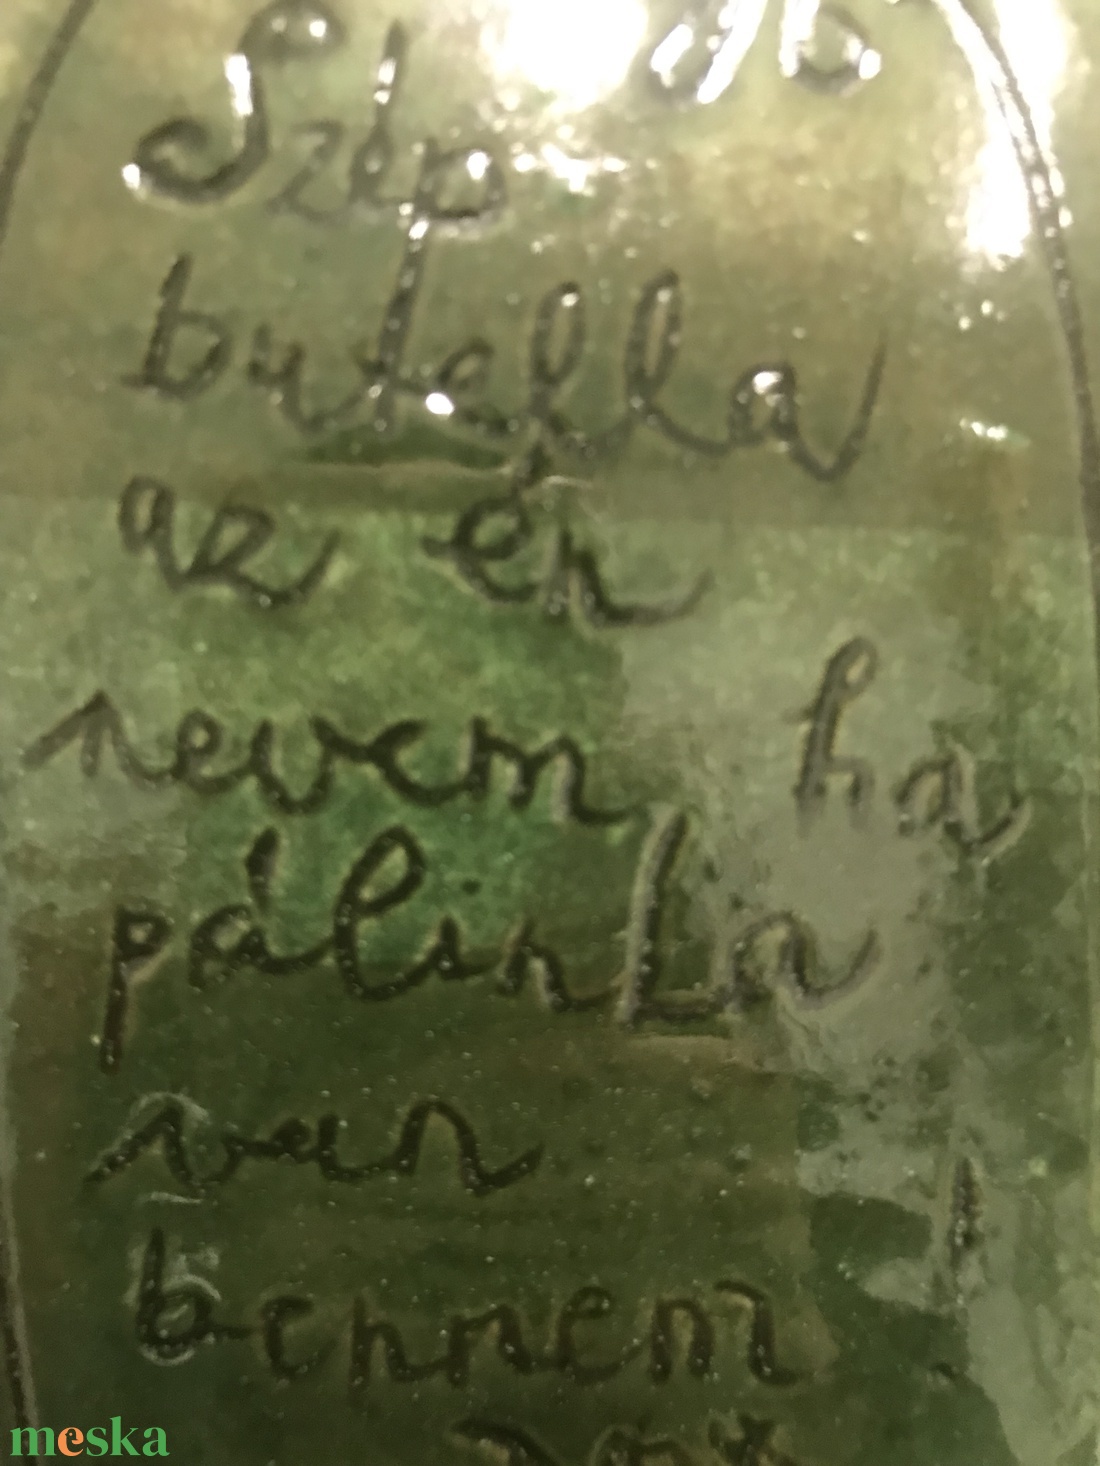 Szép
butella
az én
nevem ha
pálinka
van
bennem
meska